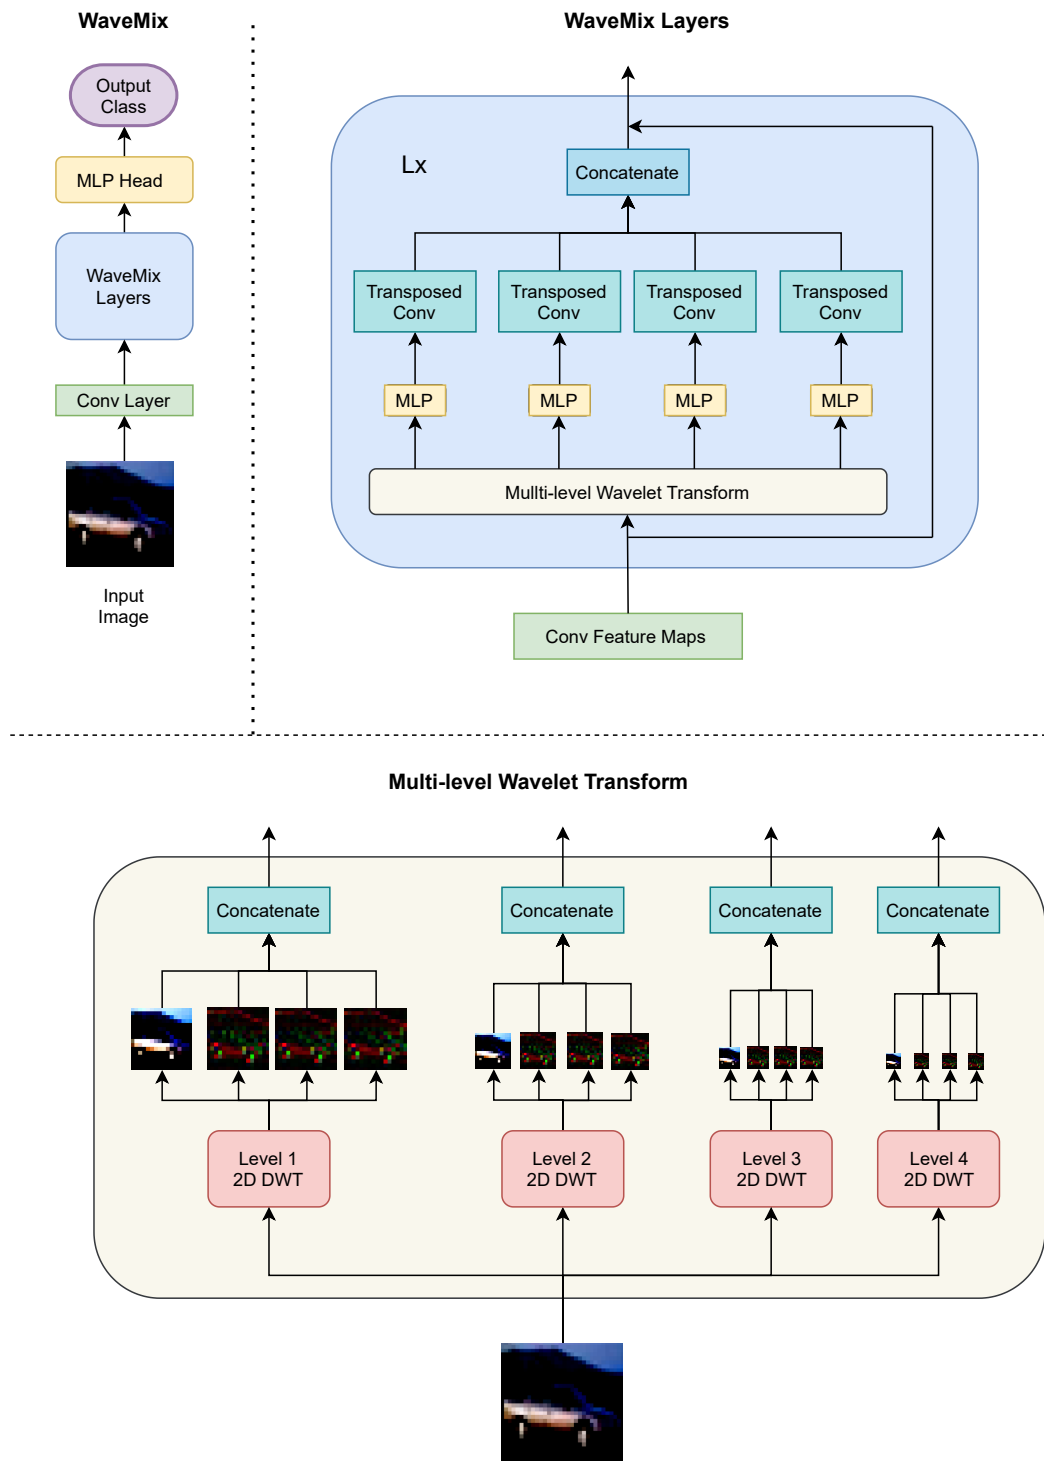 WaveMix
Output
Class
MLP Head
WaveMix
Layers
Conv Layer
Input
Image
WaveMix Layers
Lx
Concatenate
Transposed
Conv
Transposed
Conv
Transposed
Conv
Transposed
Conv
MLP
MLP
MLP
MLP
Mullti-level Wavelet Transform
Conv Feature Maps
Multi-level Wavelet Transform
Concatenate
Concatenate
Concatenate
Concatenate
Level 1
2D DWT
Level 2
2D DWT
Level 3
2D DWT
Level 4
2D DWT